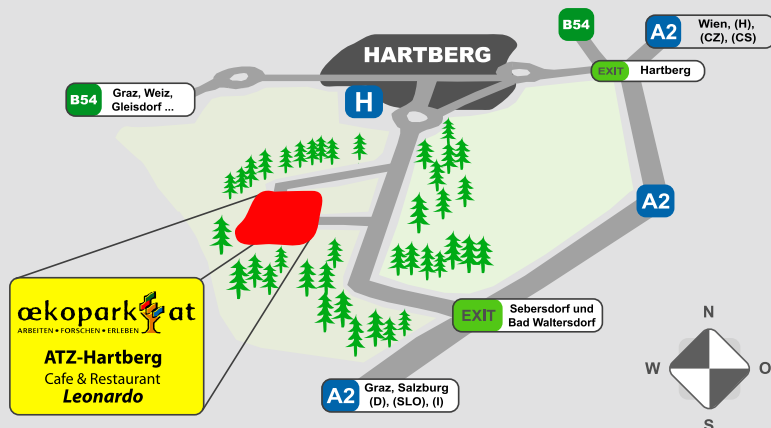 B54
A2
Wien, (H),
(CZ), (CS)
HARTBERG
EXIT
Hartberg
B54
Graz, Weiz,
Gleisdorf ...
H
A2
œkopark at
ARBEITEN • FORSCHEN • ERLEBEN
ATZ-Hartberg
Cafe & Restaurant
Leonardo
EXIT
Sebersdorf und
Bad Waltersdorf
A2
Graz, Salzburg
(D), (SLO), (I)
N
W
O
S